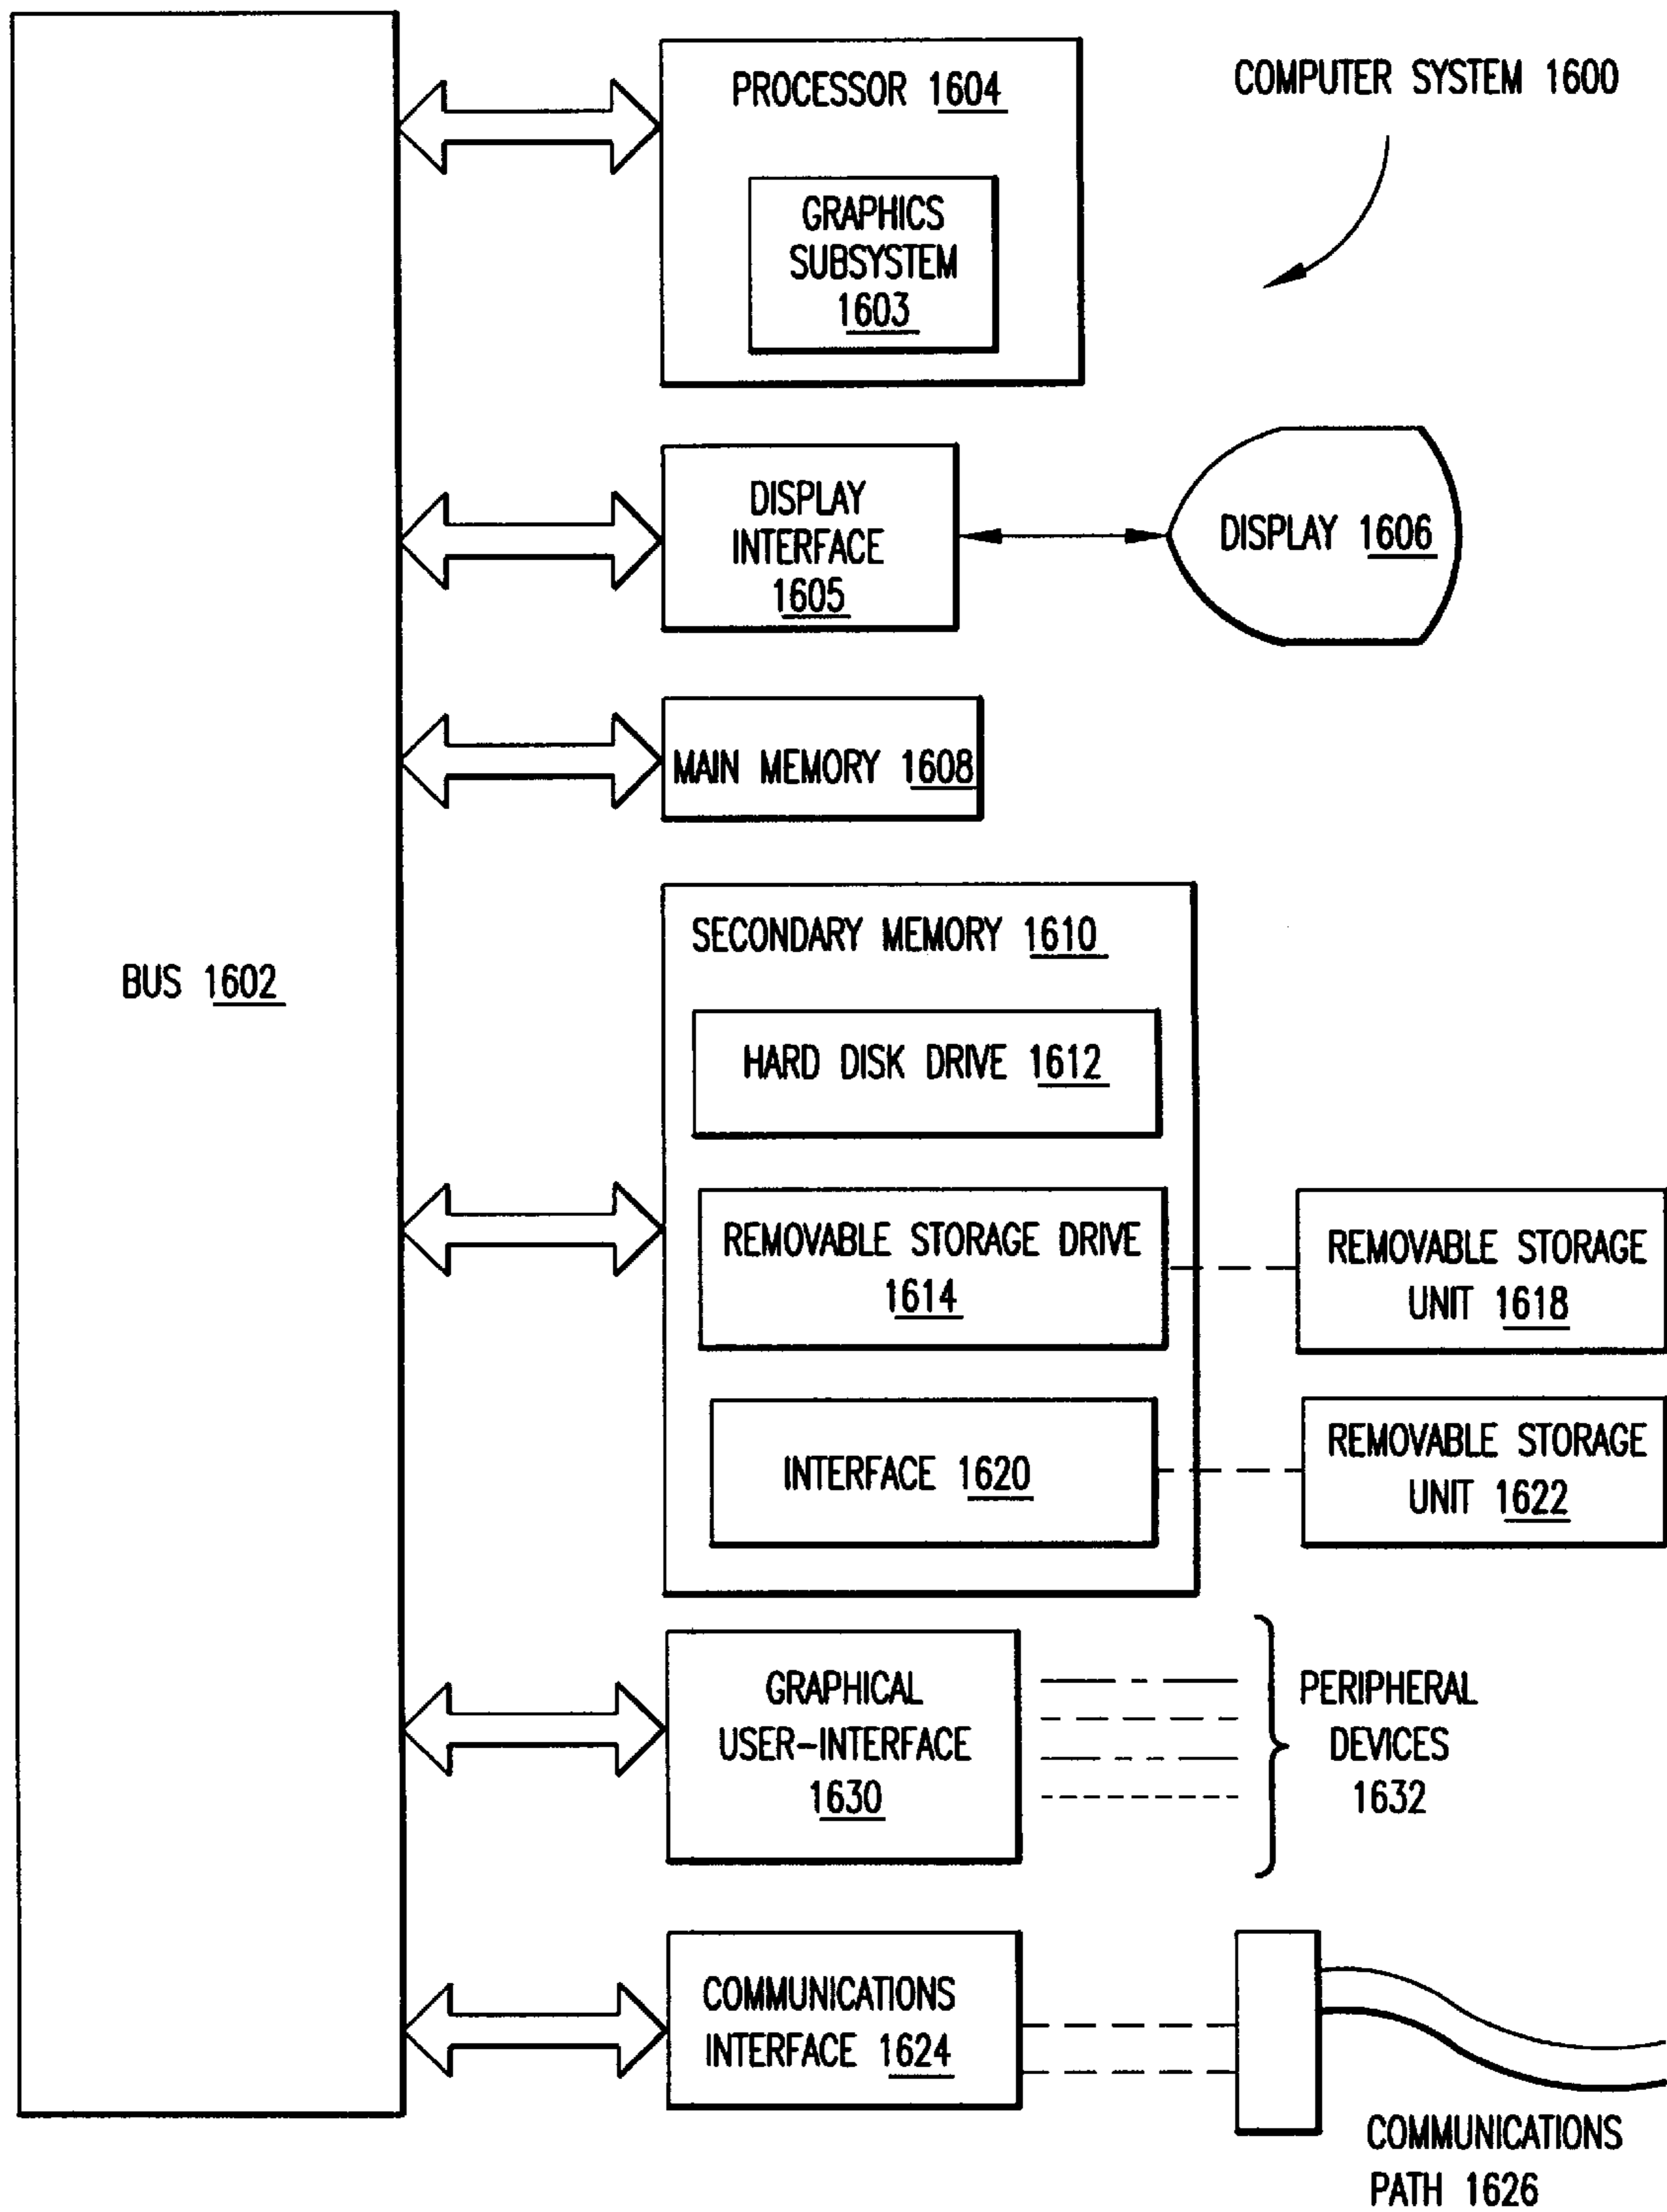 COMPUTER SYSTEM 1600
PROCESSOR 1604
GRAPHICS
SUBSYSTEM
1603
DISPLAY
INTERFACE
1605
DISPLAY 1606
MAIN MEMORY 1608
BUS 1602
SECONDARY MEMORY 1610
HARD DISK DRIVE 1612
REMOVABLE STORAGE DRIVE
1614
REMOVABLE STORAGE
UNIT 1618
INTERFACE 1620
REMOVABLE STORAGE
UNIT 1622
GRAPHICAL
USER-INTERFACE
1630
PERIPHERAL
DEVICES
1632
COMMUNICATIONS
INTERFACE 1624
COMMUNICATIONS
PATH 1626